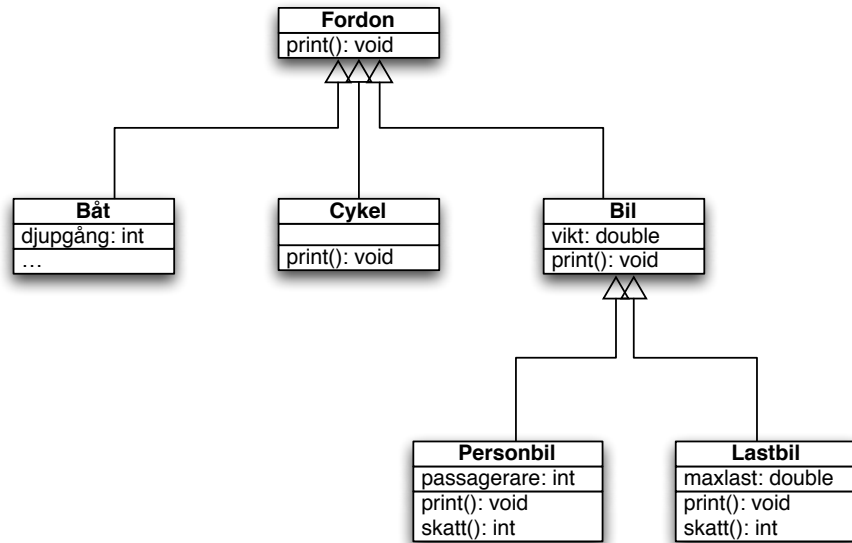 Fordon
print(): void
Båt
djupgång: int
...
Cykel
print(): void
Bil
vikt: double
print(): void
Personbil
passagerare: int
print(): void
skatt(): int
Lastbil
maxlast: double
print(): void
skatt(): int